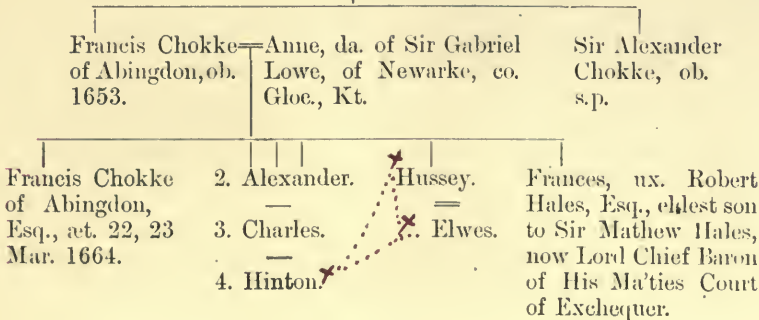 Francis Chokke=Anne, da. of Sir Gabriel
of Abingdon, ob. Lowe, of Newarke, co.
1653. Gloc., Kt.
Sir Alexander
Chokke, ob.
s.p.
Francis Chokke
of Abingdon,
Esq., æt. 22, 23
Mar. 1664.
2. Alexander.
—
3. Charles.
—
4. Hinton.
Hussey.
=
Elwes.
Frances, ux. Robert
Hales, Esq., eldest son
to Sir Mathew Hales,
now Lord Chief Baron
of His Ma'ties Court
of Exchequer.